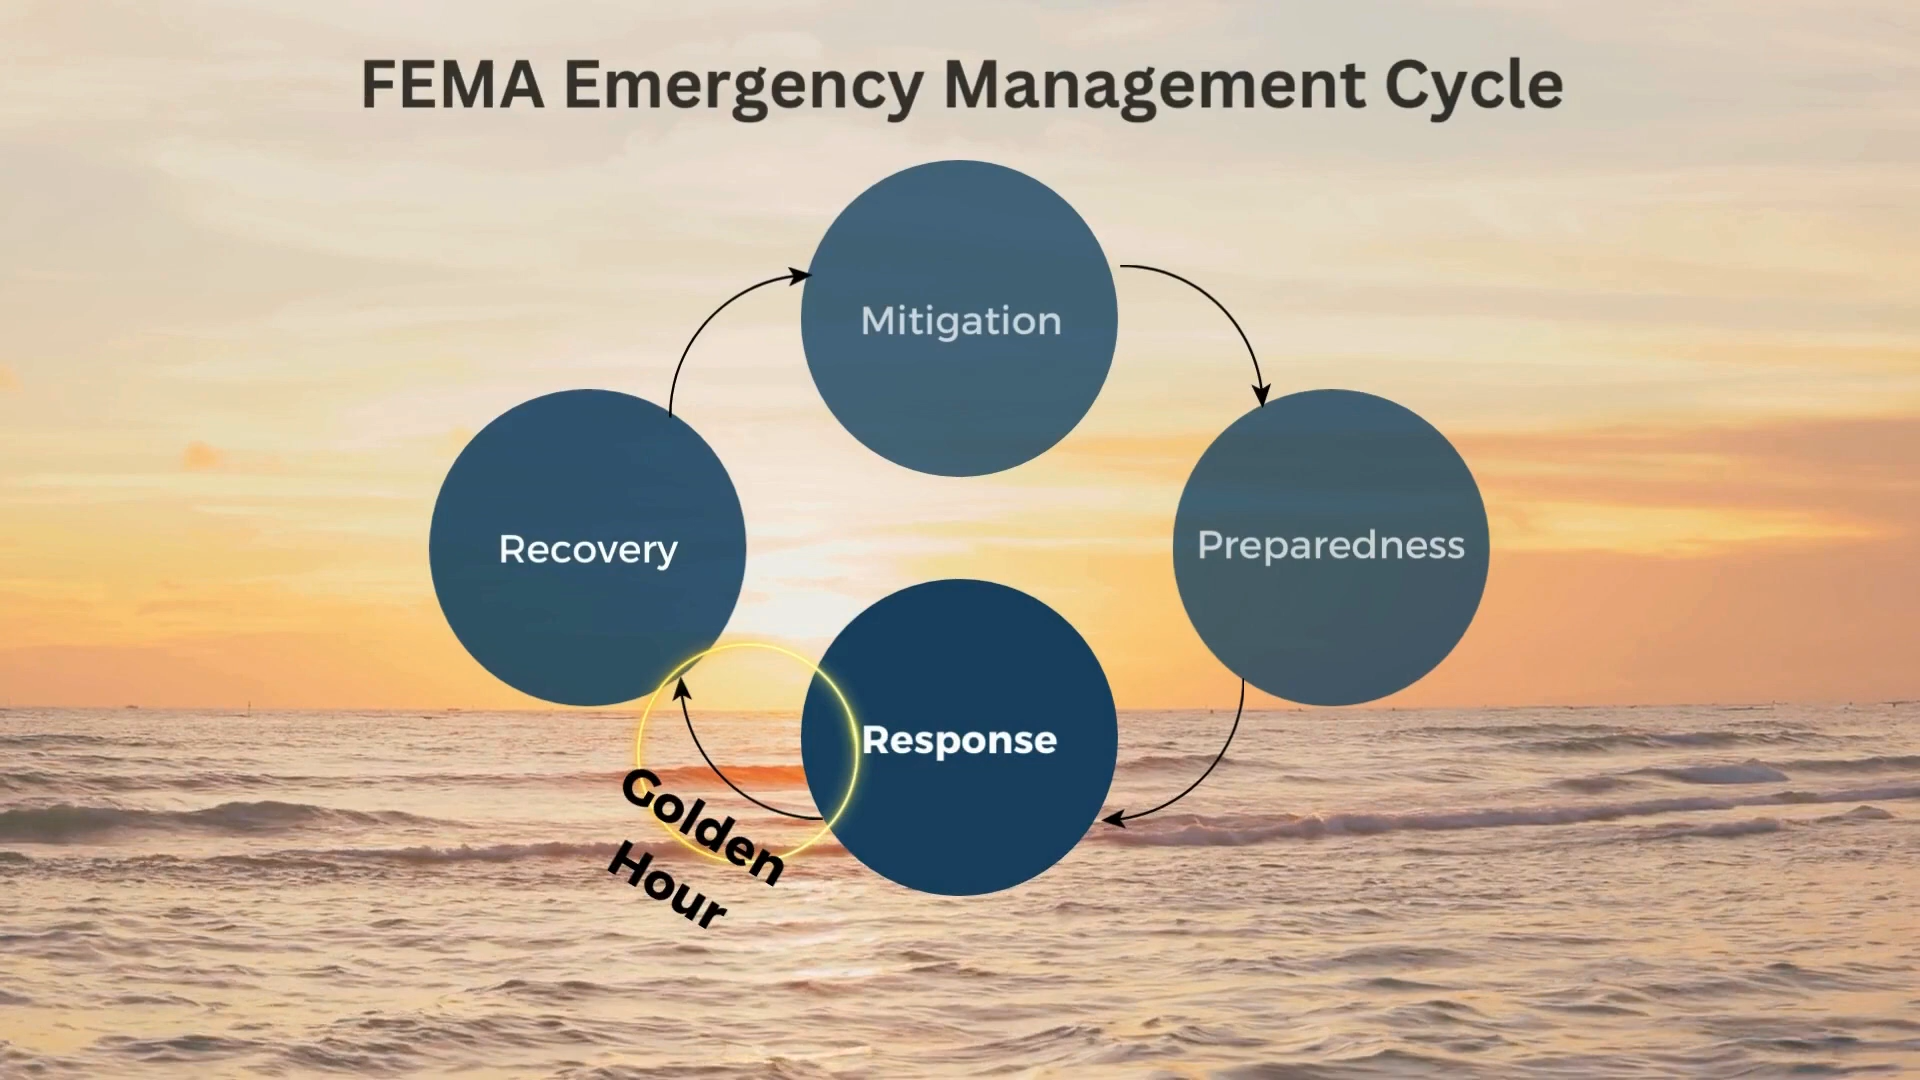 FEMA Emergency Management Cycle
Mitigation
Recovery
Preparedness
Response
Golden
Hour